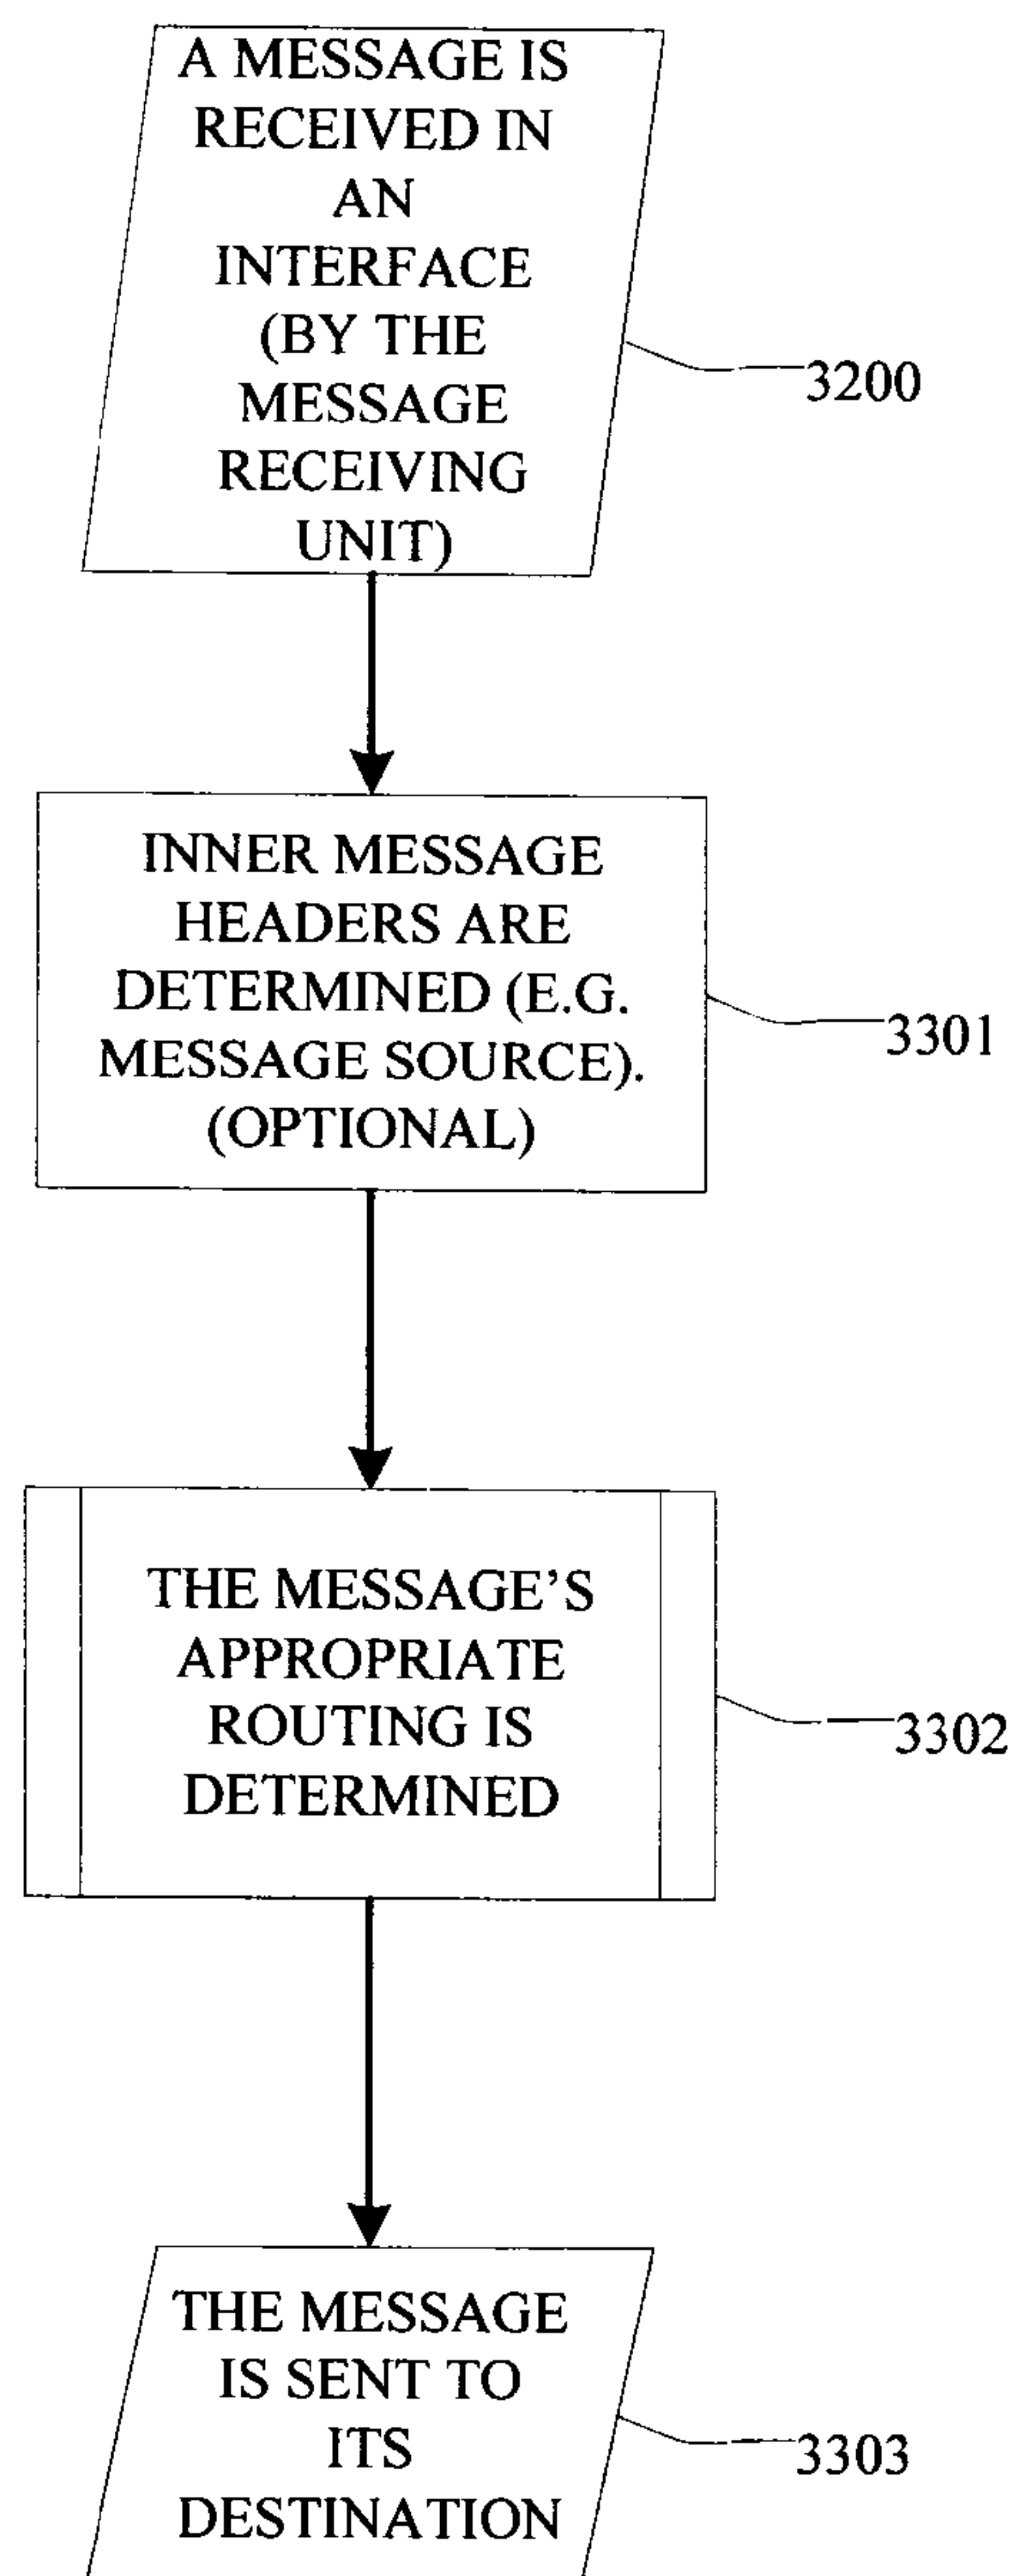 A MESSAGE IS
RECEIVED IN
AN
INTERFACE
(BY THE
MESSAGE
RECEIVING
UNIT)
3200
INNER MESSAGE
HEADERS ARE
DETERMINED (E.G.
MESSAGE SOURCE).
(OPTIONAL)
3301
THE MESSAGE'S
APPROPRIATE
ROUTING IS
DETERMINED
3302
THE MESSAGE
IS SENT TO
ITS
DESTINATION
3303